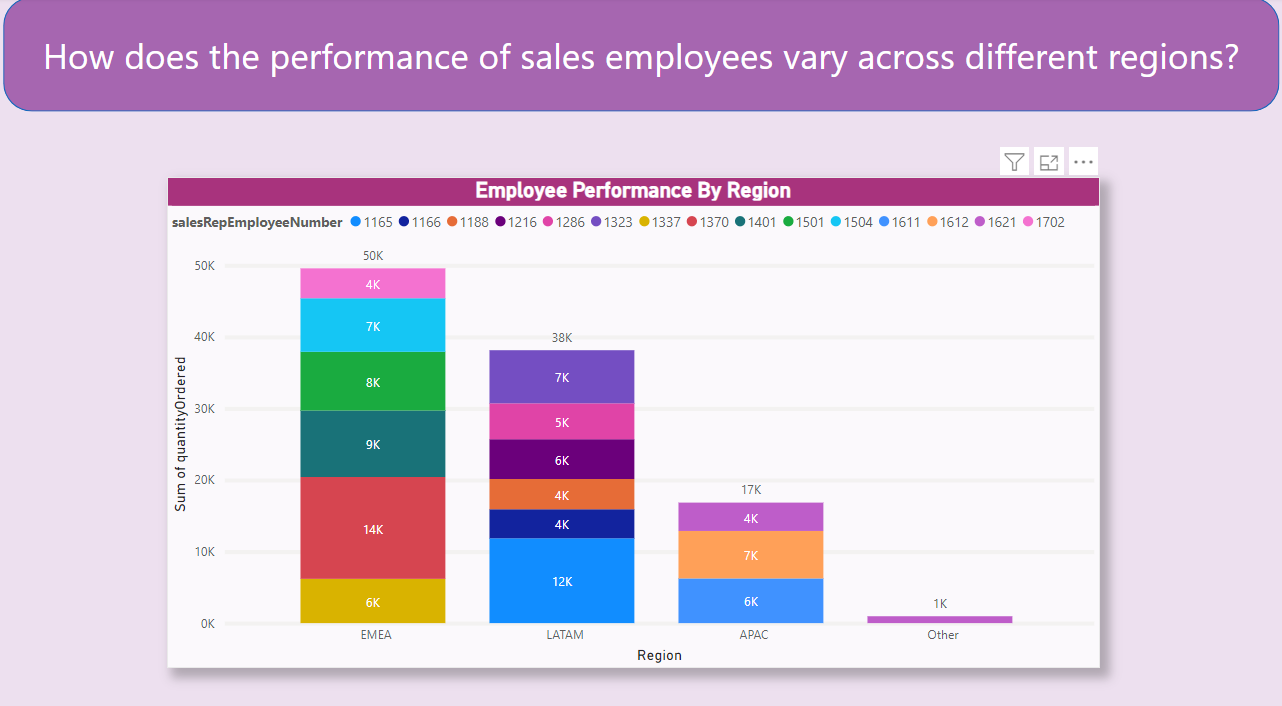 How does the performance of sales employees vary across different regions?
Employee Performance By Region
salesRepEmployeeNumber 1165 1166 1188 1216 1286 1323 1337 1370 1401 1501 1504 1611 1612 1621 1702
Sum of quantityOrdered
50K
40K
30K
20K
10K
0K
50K
4K
7K
8K
9K
14K
6K
38K
7K
5K
6K
4K
4K
12K
17K
4K
7K
6K
1K
EMEA LATAM APAC Other
Region